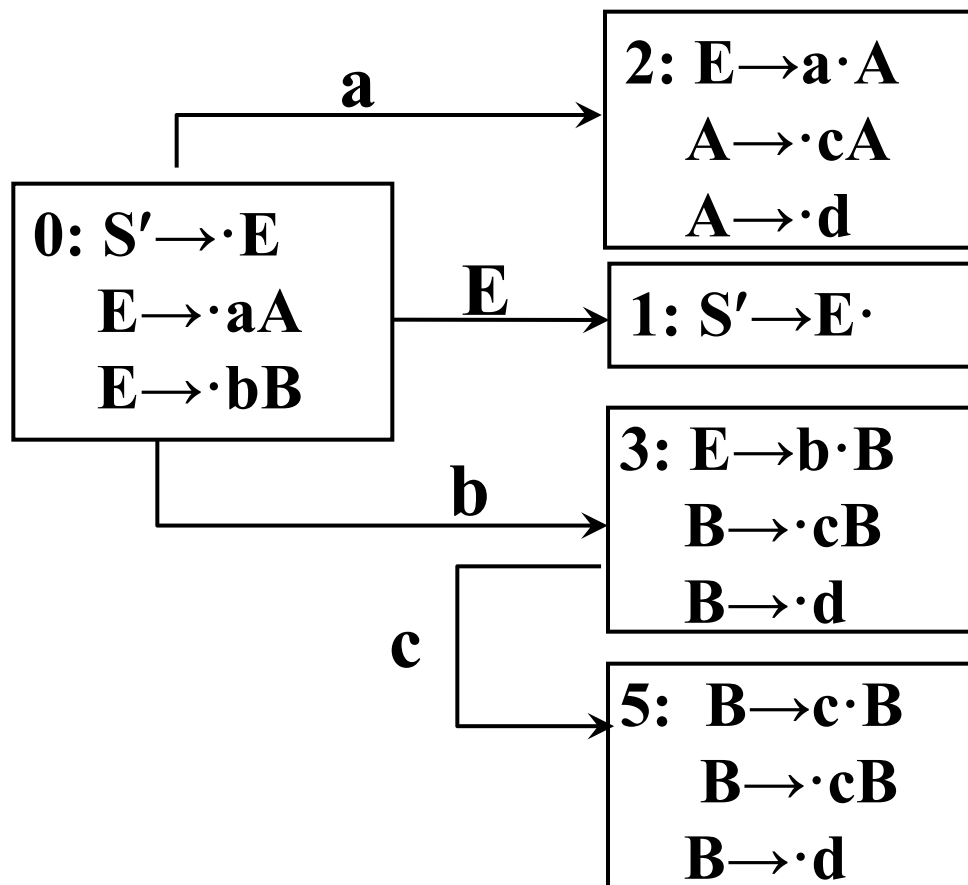 a
2: E→a·A
A→·cA
A→·d
0: S′→·E
E→·aA
E→·bB
E
1: S′→E·
b
3: E→b·B
B→·cB
B→·d
c
5: B→c·B
B→·cB
B→·d